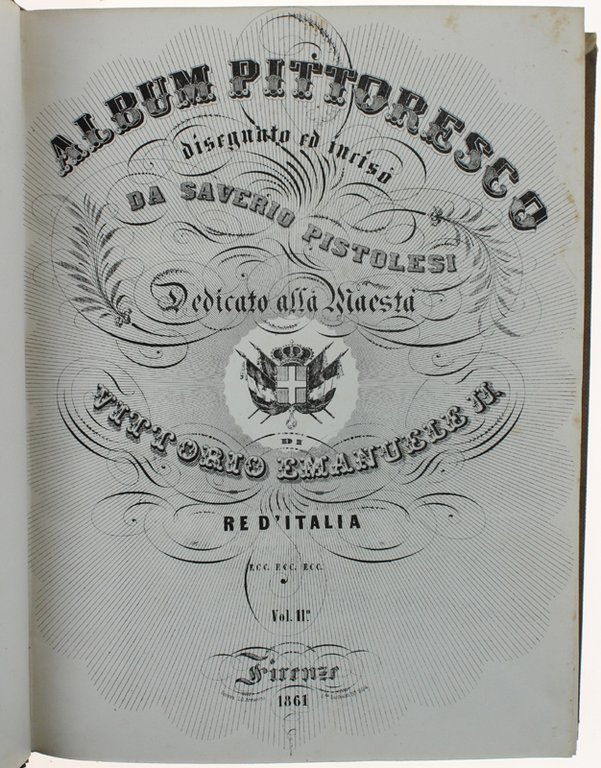 ALBUM PITTORESCO
disegnato ed inciso
DA SAVERIO PISTOLESI
Dedicato alla Maestà
DI
VITTORIO EMANUELE II.
RE D'ITALIA
ECC. ECC. ECC.
Vol. II°
Firenze
1861